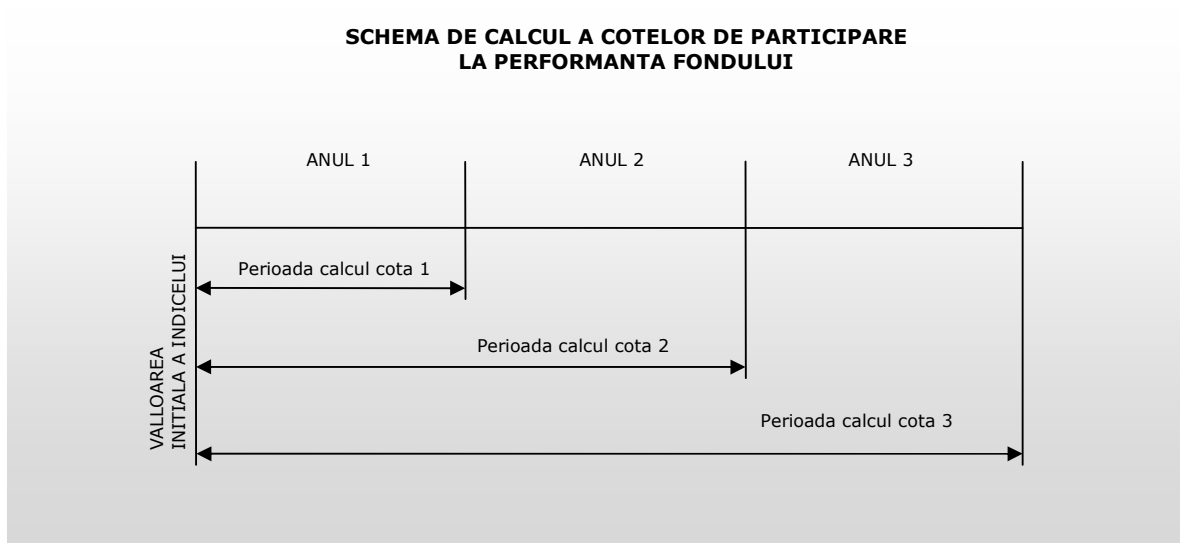 SCHEMA DE CALCUL A COTELOR DE PARTICIPARE
LA PERFORMANTA FONDULUI
ANUL 1
ANUL 2
ANUL 3
Perioada calcul cota 1
Perioada calcul cota 2
Perioada calcul cota 3
VALLOAREA
INITIALA A INDICELUI